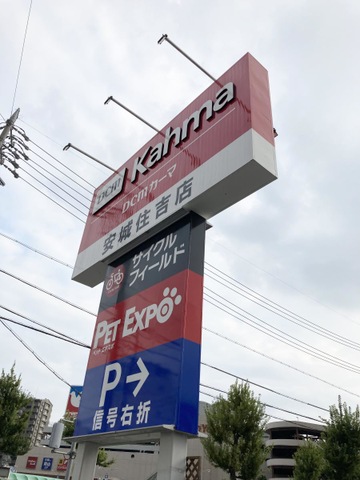 DCM Kahma
DCMカーマ
安城住吉店
サイクル
フィールド
PET EXPO
P→
信号右折